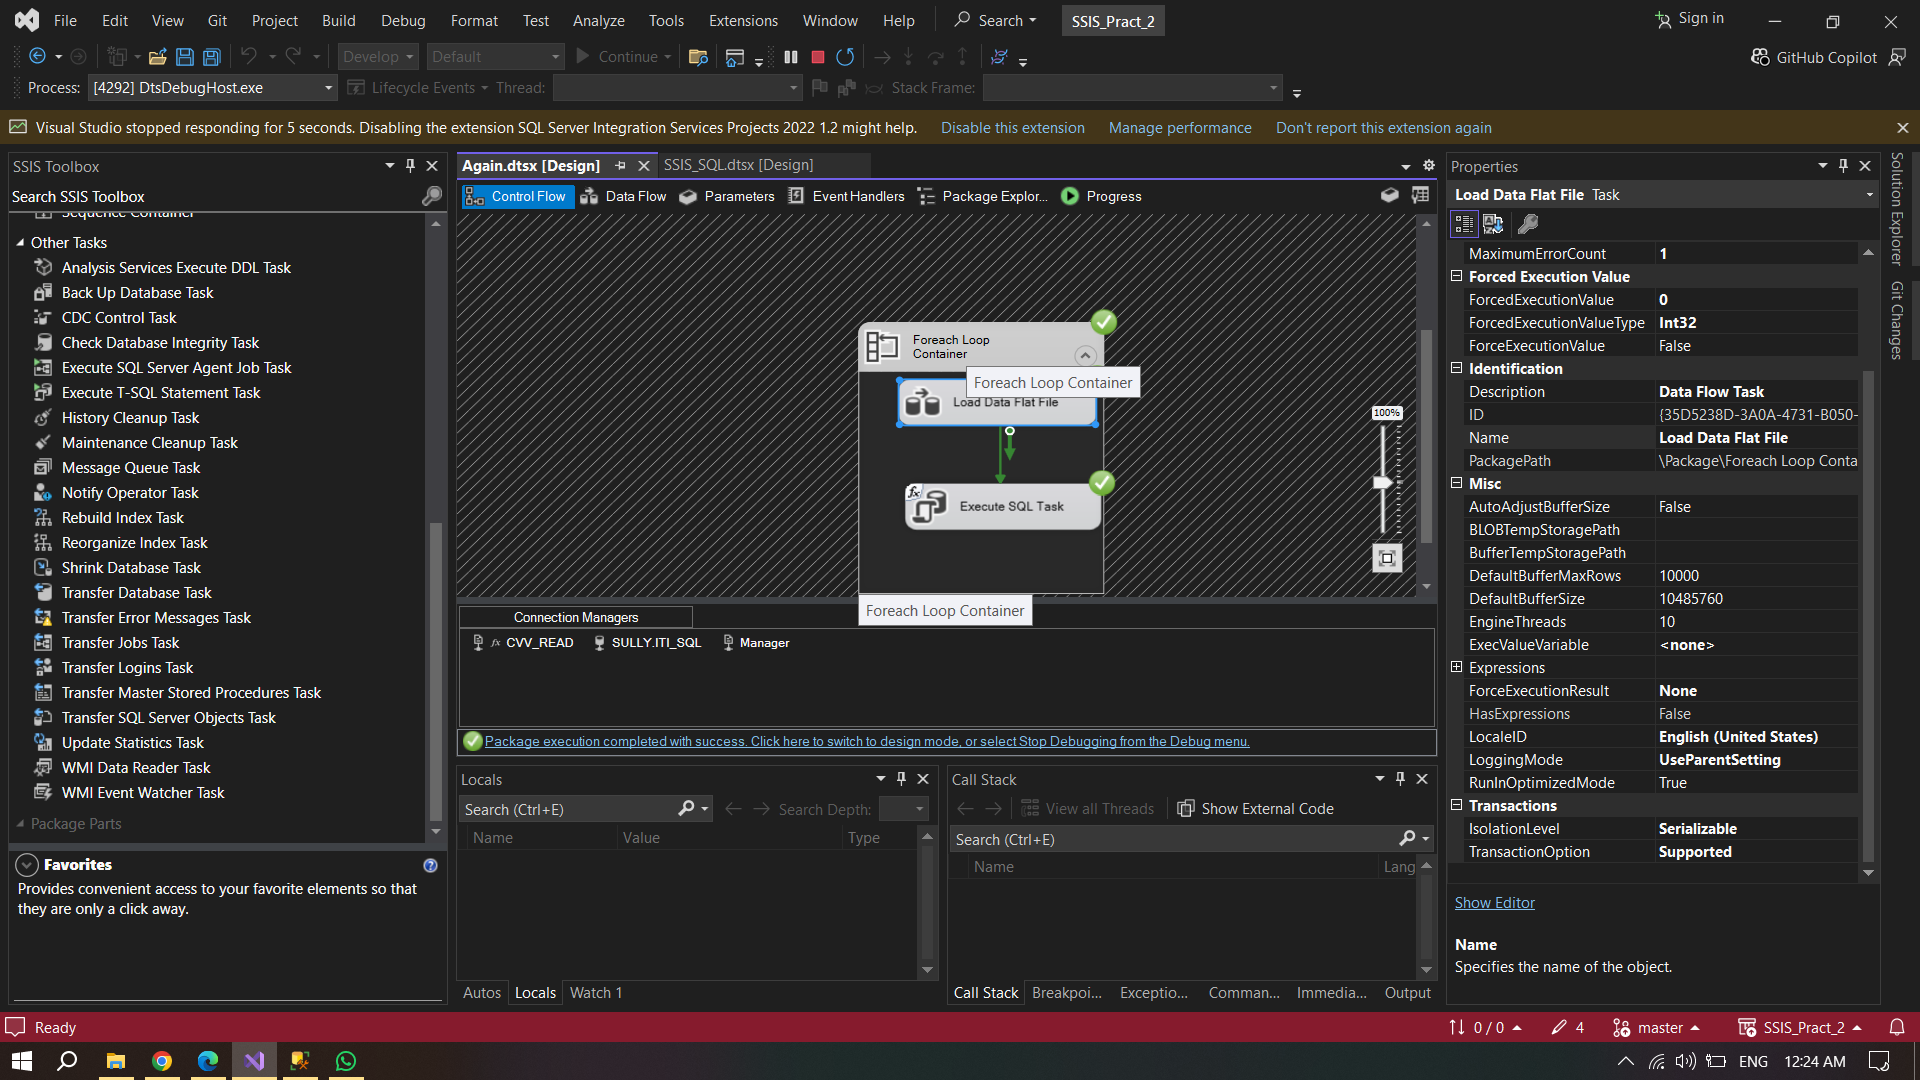 File Edit View Git Project Build Debug Format Test Analyze Tools Extensions Window Help Search SSIS_Pract_2 Sign in
Develop Default Continue GitHub Copilot
Process: [4292] DtsDebugHost.exe Lifecycle Events Thread: Stack Frame:
Visual Studio stopped responding for 5 seconds. Disabling the extension SQL Server Integration Services Projects 2022 1.2 might help. Disable this extension Manage performance Don't report this extension again
SSIS Toolbox
Search SSIS Toolbox
Sequence Container
Other Tasks
Analysis Services Execute DDL Task
Back Up Database Task
CDC Control Task
Check Database Integrity Task
Execute SQL Server Agent Job Task
Execute T-SQL Statement Task
History Cleanup Task
Maintenance Cleanup Task
Message Queue Task
Notify Operator Task
Rebuild Index Task
Reorganize Index Task
Shrink Database Task
Transfer Database Task
Transfer Error Messages Task
Transfer Jobs Task
Transfer Logins Task
Transfer Master Stored Procedures Task
Transfer SQL Server Objects Task
Update Statistics Task
WMI Data Reader Task
WMI Event Watcher Task
Package Parts
Favorites
Provides convenient access to your favorite elements so that
they are only a click away.
Again.dtsx [Design] SSIS_SQL.dtsx [Design]
Control Flow Data Flow Parameters Event Handlers Package Explor... Progress
Foreach Loop
Container
Foreach Loop Container
Load Data Flat File
fx
Execute SQL Task
100%
Foreach Loop Container
Connection Managers
fx CVV_READ SULLY.ITI_SQL Manager
Package execution completed with success. Click here to switch to design mode, or select Stop Debugging from the Debug menu.
Locals
Search (Ctrl+E) Search Depth:
Name Value Type
Autos Locals Watch 1
Call Stack
View all Threads Show External Code
Search (Ctrl+E)
Name Lang
Call Stack Breakpoi... Exceptio... Comman... Immedia... Output
Properties
Load Data Flat File Task
MaximumErrorCount 1
Forced Execution Value
ForcedExecutionValue 0
ForcedExecutionValueType Int32
ForceExecutionValue False
Identification
Description Data Flow Task
ID {35D5238D-3A0A-4731-B050-
Name Load Data Flat File
PackagePath \Package\Foreach Loop Conta
Misc
AutoAdjustBufferSize False
BLOBTempStoragePath
BufferTempStoragePath
DefaultBufferMaxRows 10000
DefaultBufferSize 10485760
EngineThreads 10
ExecValueVariable <none>
Expressions
ForceExecutionResult None
HasExpressions False
LocaleID English (United States)
LoggingMode UseParentSetting
RunInOptimizedMode True
Transactions
IsolationLevel Serializable
TransactionOption Supported
Show Editor
Name
Specifies the name of the object.
Solution Explorer
Git Changes
Ready 0 / 0 4 master SSIS_Pract_2
ENG 12:24 AM